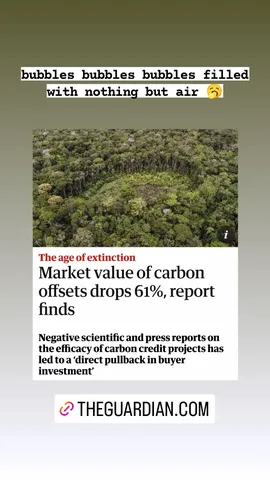 bubbles bubbles bubbles filled
with nothing but air 🥱
i
The age of extinction
Market value of carbon
offsets drops 61%, report
finds
Negative scientific and press reports on
the efficacy of carbon credit projects has
led to a ‘direct pullback in buyer
investment’
THEGUARDIAN.COM